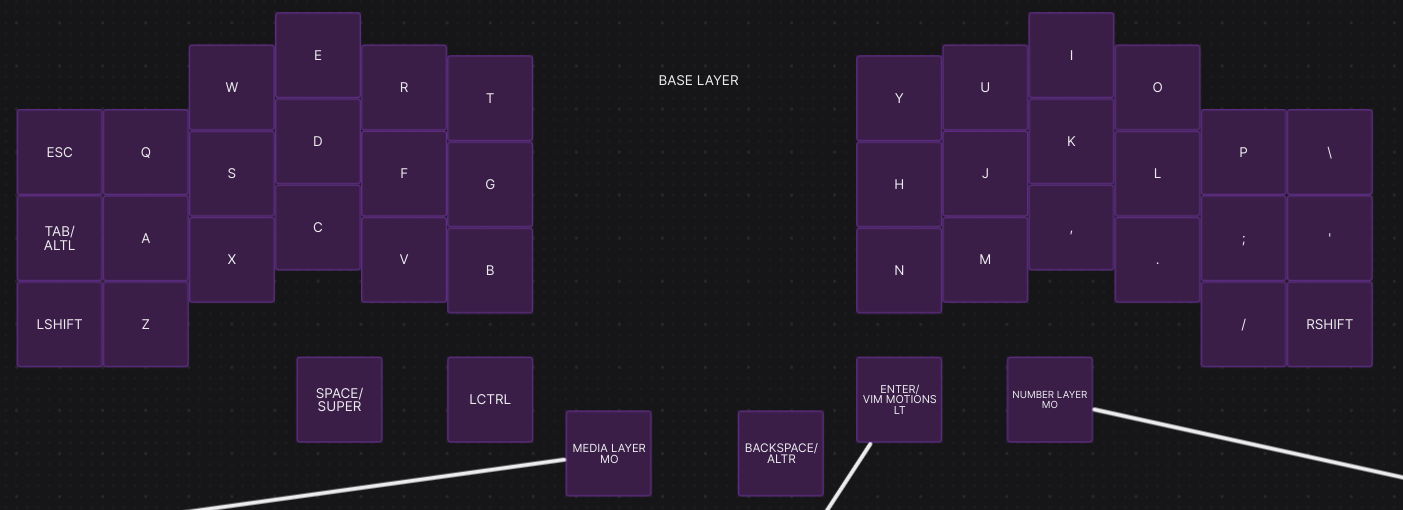 BASE LAYER
ESC
Q
W
E
R
T
TAB/
ALTL
A
S
D
F
G
LSHIFT
Z
X
C
V
B
SPACE/
SUPER
LCTRL
MEDIA LAYER
MO
Y
U
I
O
P
\
H
J
K
L
;
'
N
M
,
.
/
RSHIFT
BACKSPACE/
ALTR
ENTER/
VIM MOTIONS
LT
NUMBER LAYER
MO